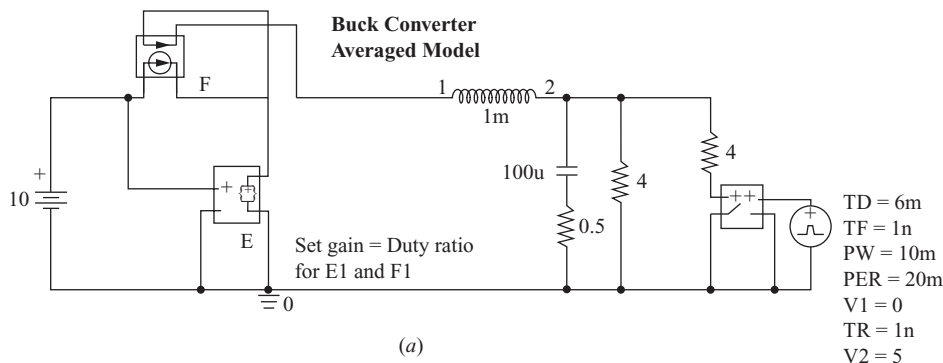 Buck Converter
Averaged Model
F
1
2
1m
+
10
100u
4
4
0.5
+
+
E
++
+
Set gain = Duty ratio
for E1 and F1
0
TD = 6m
TF = 1n
PW = 10m
PER = 20m
V1 = 0
TR = 1n
V2 = 5
(a)